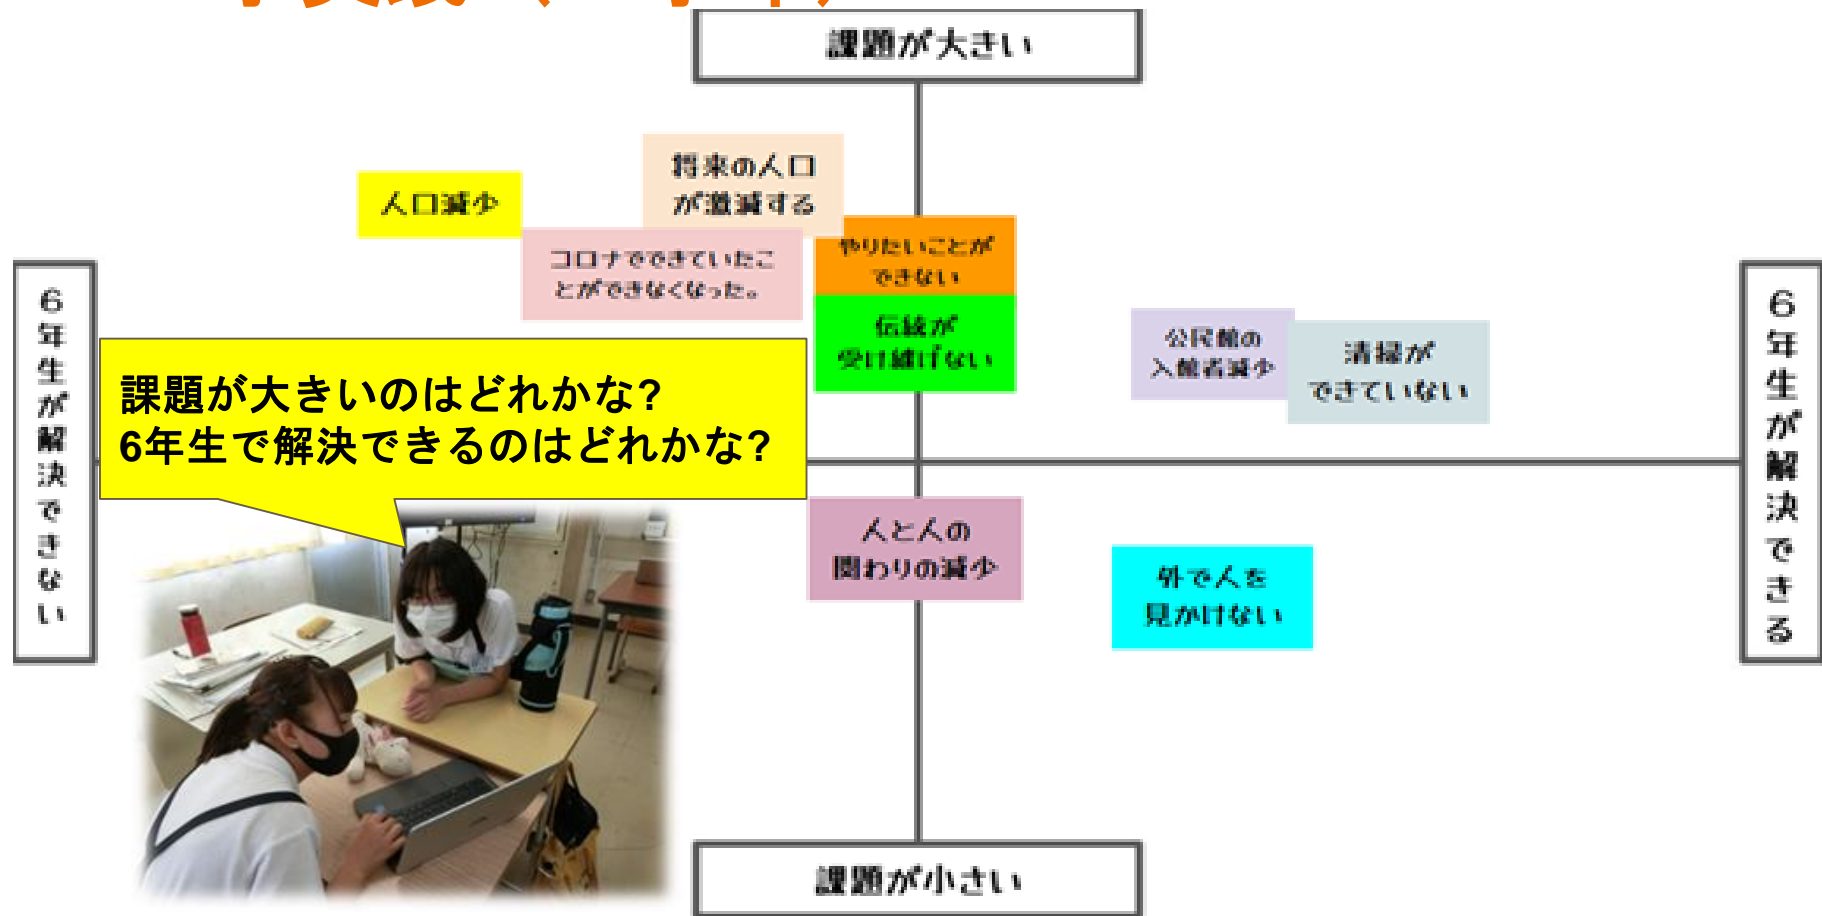 課題が大きい
将来の人口
が激減する
人口減少
やりたいことが
できない
コロナでできていたこ
とができなくなった。
伝統が
受け継げない
公民館の
入館者減少
清掃が
できていない
6年生が解決できない
6年生が解決できる
課題が大きいのはどれかな?
6年生で解決できるのはどれかな?
人と人の
関わりの減少
外で人を
見かけない
課題が小さい